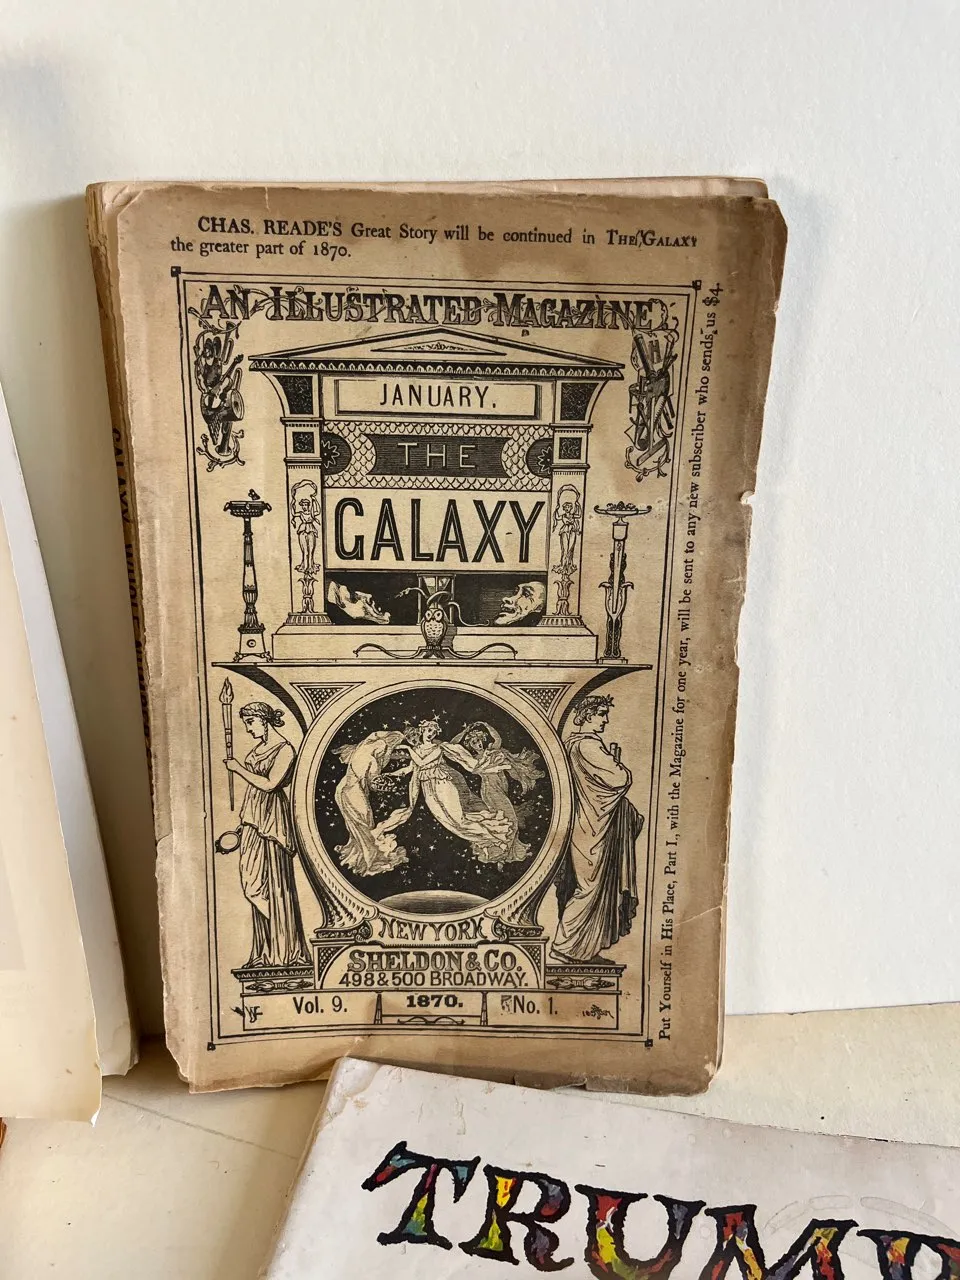 CHAS. READE'S Great Story will be continued in THE GALAXY
the greater part of 1870.
AN ILLUSTRATED MAGAZINE
JANUARY.
THE
GALAXY
NEW YORK
SHELDON & CO.
498 & 500 BROADWAY.
Vol. 9. 1870. No. 1.
Put Yourself in His Place, Part I., with the Magazine for one year, will be sent to any new subscriber who sends us $4.
GALAXY
TRUMP